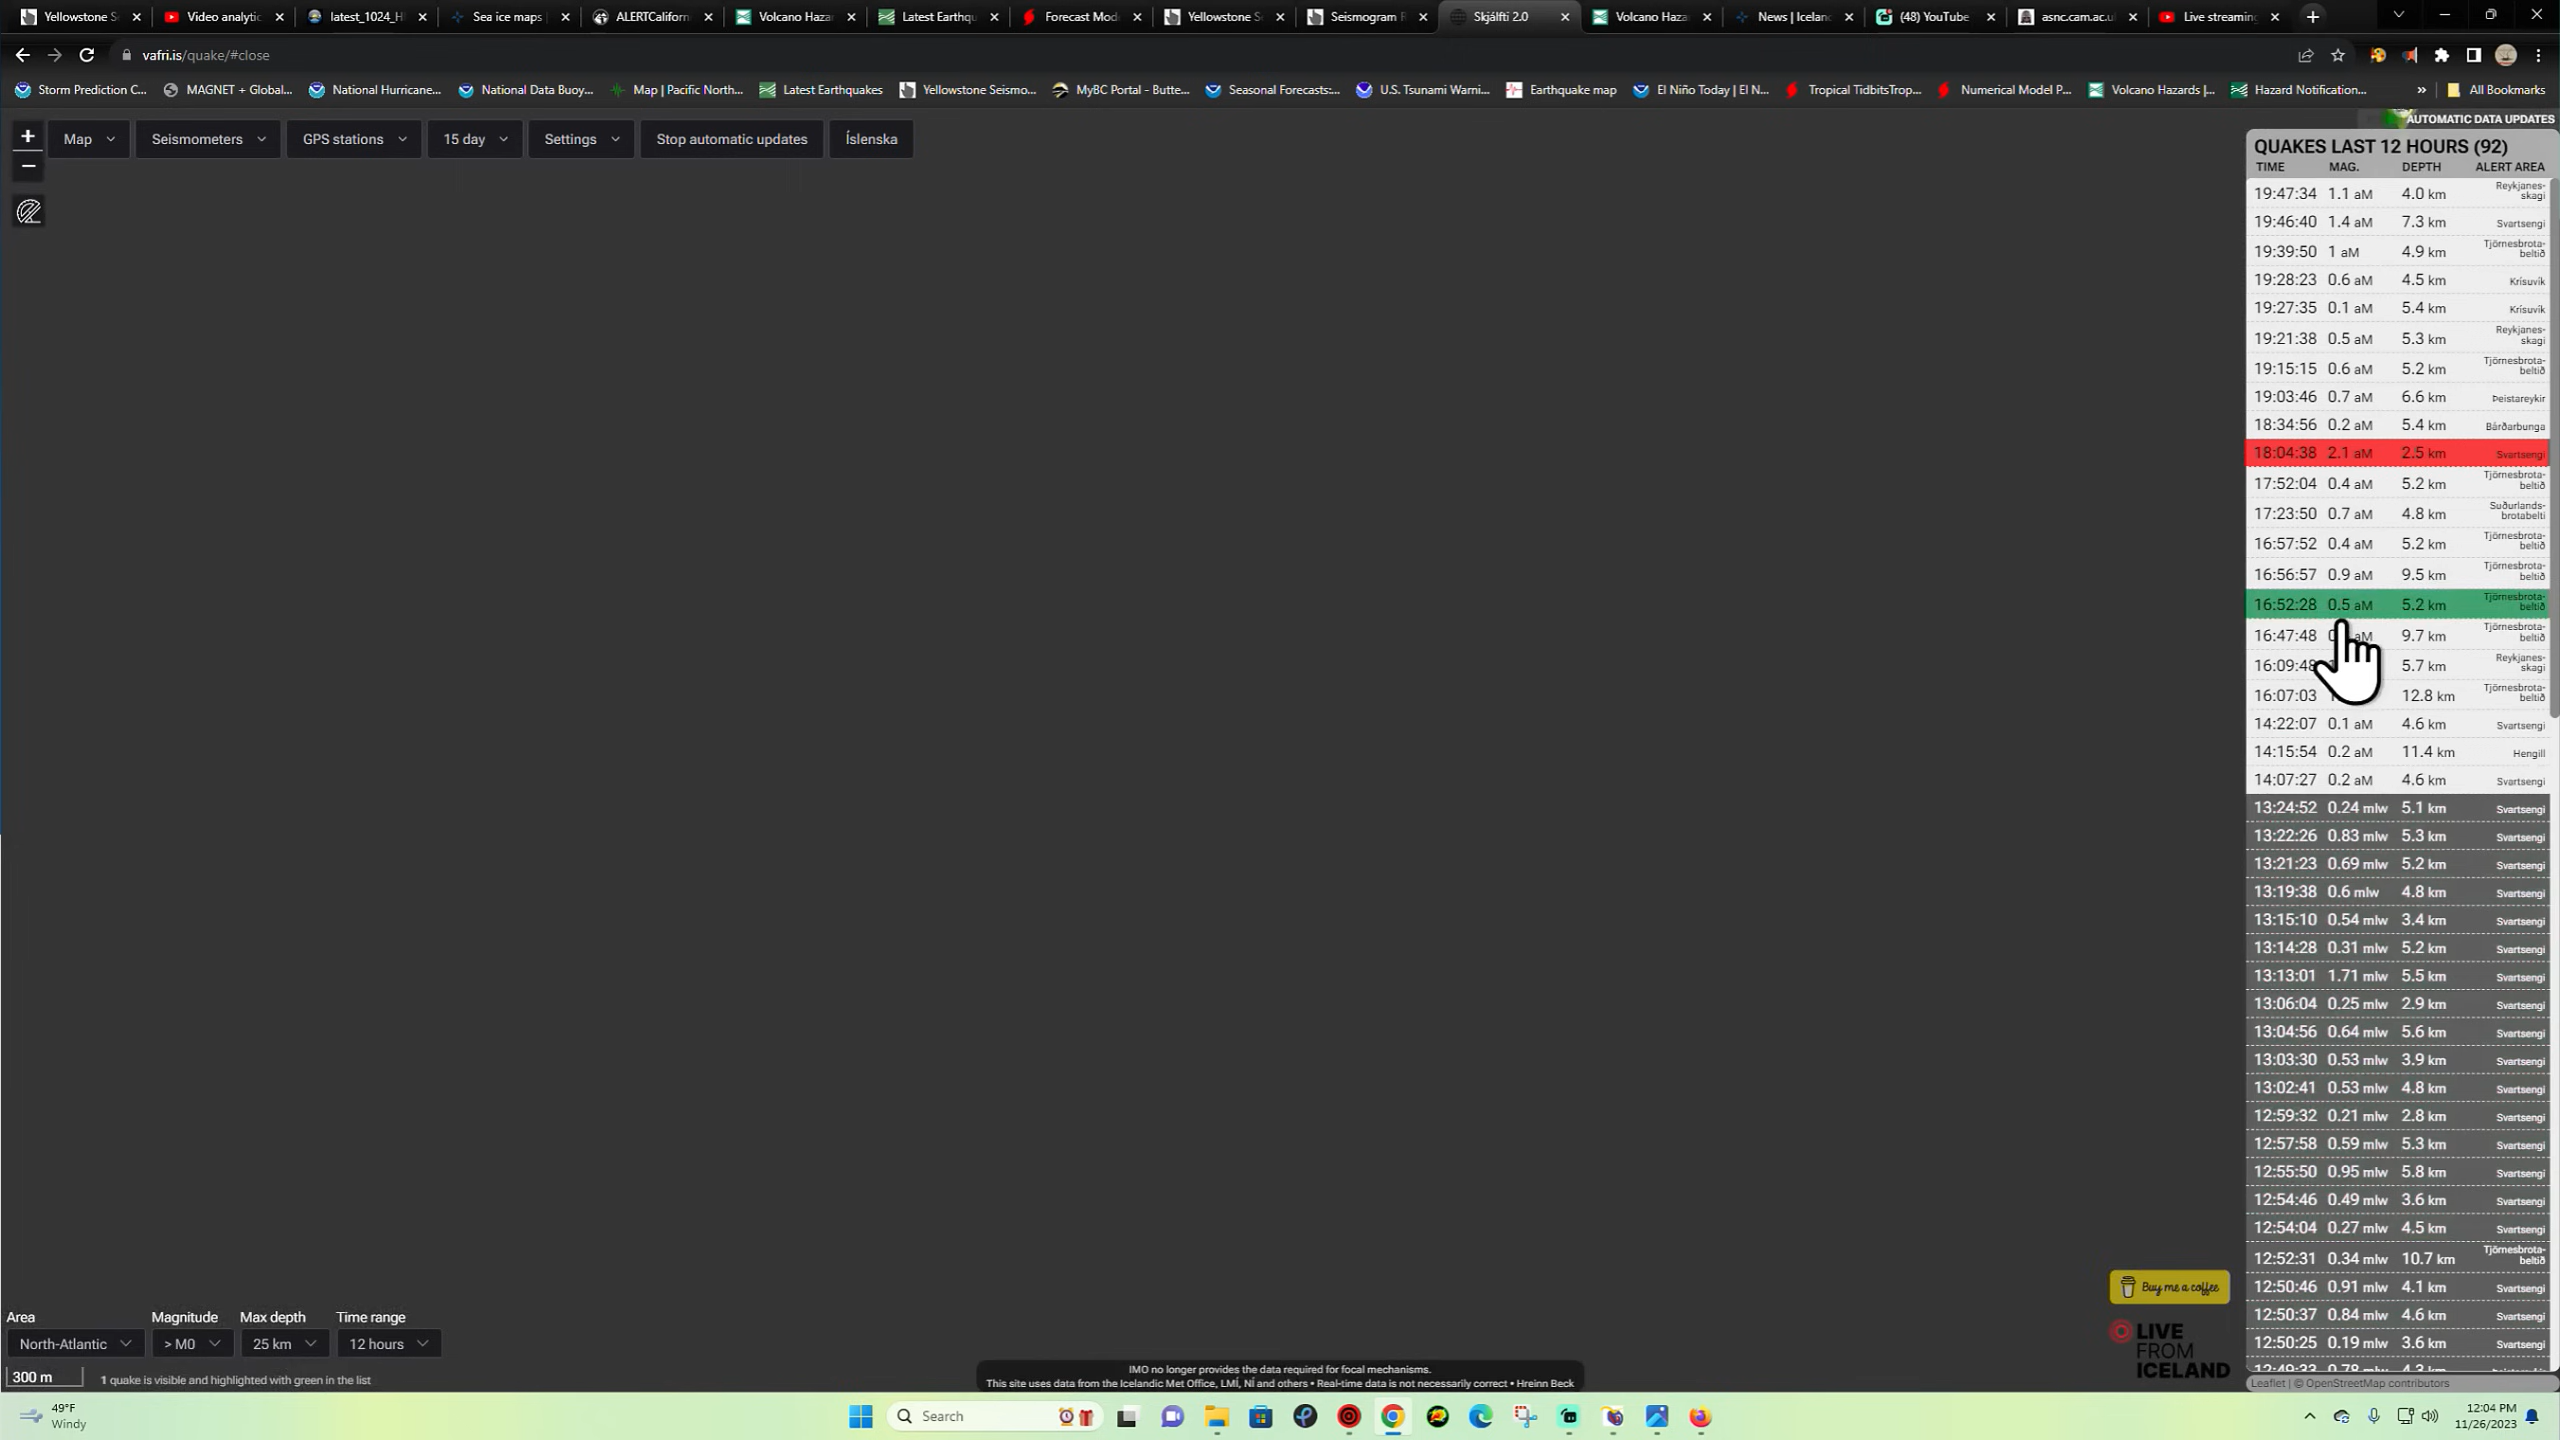 Yellowstone S
Video analytic
latest_1024_H
Sea ice maps
ALERTCaliforn
Volcano Haza
Latest Earthqu
Forecast Mod
Yellowstone S
Seismogram R
Skjálfti 2.0
Volcano Haza
News | Icelan
(48) YouTube
asnc.cam.ac.u
Live streaming
vafri.is/quake/#close
Storm Prediction C...
MAGNET + Global...
National Hurricane...
National Data Buoy...
Map | Pacific North...
Latest Earthquakes
Yellowstone Seismo...
MyBC Portal - Butte...
Seasonal Forecasts:...
U.S. Tsunami Warni...
Earthquake map
El Niño Today | El N...
Tropical TidbitsTrop...
Numerical Model P...
Volcano Hazards |...
Hazard Notification...
All Bookmarks
Map
Seismometers
GPS stations
15 day
Settings
Stop automatic updates
Íslenska
AUTOMATIC DATA UPDATES
QUAKES LAST 12 HOURS (92)
TIME MAG. DEPTH ALERT AREA
19:47:34 1.1 aM 4.0 km Reykjanes-skagi
19:46:40 1.4 aM 7.3 km Svartsengi
19:39:50 1 aM 4.9 km Tjörnesbrota-beltið
19:28:23 0.6 aM 4.5 km Krísuvík
19:27:35 0.1 aM 5.4 km Krísuvík
19:21:38 0.5 aM 5.3 km Reykjanes-skagi
19:15:15 0.6 aM 5.2 km Tjörnesbrota-beltið
19:03:46 0.7 aM 6.6 km Þeistareykir
18:34:56 0.2 aM 5.4 km Bárðarbunga
18:04:38 2.1 aM 2.5 km Svartsengi
17:52:04 0.4 aM 5.2 km Tjörnesbrota-beltið
17:23:50 0.7 aM 4.8 km Suðurlands-brotabelti
16:57:52 0.4 aM 5.2 km Tjörnesbrota-beltið
16:56:57 0.9 aM 9.5 km Tjörnesbrota-beltið
16:52:28 0.5 aM 5.2 km Tjörnesbrota-beltið
16:47:48 aM 9.7 km Tjörnesbrota-beltið
16:09:48 5.7 km Reykjanes-skagi
16:07:03 12.8 km Tjörnesbrota-beltið
14:22:07 0.1 aM 4.6 km Svartsengi
14:15:54 0.2 aM 11.4 km Hengill
14:07:27 0.2 aM 4.6 km Svartsengi
13:24:52 0.24 mlw 5.1 km Svartsengi
13:22:26 0.83 mlw 5.3 km Svartsengi
13:21:23 0.69 mlw 5.2 km Svartsengi
13:19:38 0.6 mlw 4.8 km Svartsengi
13:15:10 0.54 mlw 3.4 km Svartsengi
13:14:28 0.31 mlw 5.2 km Svartsengi
13:13:01 1.71 mlw 5.5 km Svartsengi
13:06:04 0.25 mlw 2.9 km Svartsengi
13:04:56 0.64 mlw 5.6 km Svartsengi
13:03:30 0.53 mlw 3.9 km Svartsengi
13:02:41 0.53 mlw 4.8 km Svartsengi
12:59:32 0.21 mlw 2.8 km Svartsengi
12:57:58 0.59 mlw 5.3 km Svartsengi
12:55:50 0.95 mlw 5.8 km Svartsengi
12:54:46 0.49 mlw 3.6 km Svartsengi
12:54:04 0.27 mlw 4.5 km Svartsengi
12:52:31 0.34 mlw 10.7 km Tjörnesbrota-beltið
12:50:46 0.91 mlw 4.1 km Svartsengi
12:50:37 0.84 mlw 4.6 km Svartsengi
12:50:25 0.19 mlw 3.6 km Svartsengi
Leaflet | © OpenStreetMap contributors
Buy me a coffee
LIVE
FROM
ICELAND
Area Magnitude Max depth Time range
North-Atlantic > M0 25 km 12 hours
300 m
1 quake is visible and highlighted with green in the list
IMO no longer provides the data required for focal mechanisms.
This site uses data from the Icelandic Met Office, LMÍ, NÍ and others • Real-time data is not necessarily correct • Hreinn Beck
49°F
Windy
Search
12:04 PM
11/26/2023